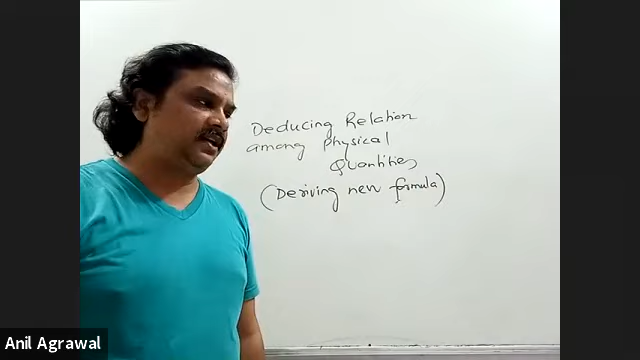 Deducing Relation
among Physical
Quantities
(Deriving new formula)
Anil Agrawal